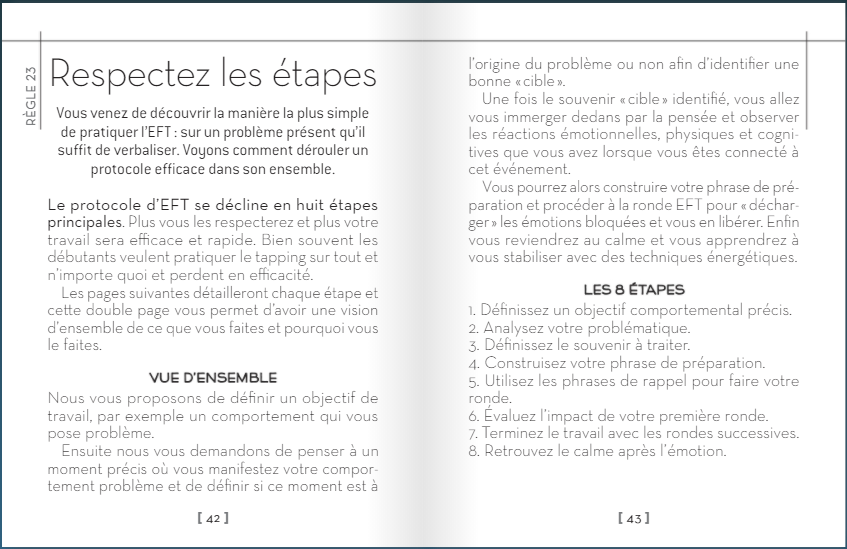 RÈGLE 23
Respectez les étapes
Vous venez de découvrir la manière la plus simple
de pratiquer l'EFT : sur un problème présent qu'il
suffit de verbaliser. Voyons comment dérouler un
protocole efficace dans son ensemble.
Le protocole d'EFT se décline en huit étapes
principales. Plus vous les respecterez et plus votre
travail sera efficace et rapide. Bien souvent les
débutants veulent pratiquer le tapping sur tout et
n'importe quoi et perdent en efficacité.
Les pages suivantes détailleront chaque étape et
cette double page vous permet d'avoir une vision
d'ensemble de ce que vous faites et pourquoi vous
le faites.
VUE D'ENSEMBLE
Nous vous proposons de définir un objectif de
travail, par exemple un comportement qui vous
pose problème.
Ensuite nous vous demandons de penser à un
moment précis où vous manifestez votre compor-
tement problème et de définir si ce moment est à
[ 42 ]
l'origine du problème ou non afin d'identifier une
bonne « cible ».
Une fois le souvenir « cible » identifié, vous allez
vous immerger dedans par la pensée et observer
les réactions émotionnelles, physiques et cogni-
tives que vous avez lorsque vous êtes connecté à
cet événement.
Vous pourrez alors construire votre phrase de pré-
paration et procéder à la ronde EFT pour « déchar-
ger » les émotions bloquées et vous en libérer. Enfin
vous reviendrez au calme et vous apprendrez à
vous stabiliser avec des techniques énergétiques.
LES 8 ÉTAPES
1. Définissez un objectif comportemental précis.
2. Analysez votre problématique.
3. Définissez le souvenir à traiter.
4. Construisez votre phrase de préparation.
5. Utilisez les phrases de rappel pour faire votre
ronde.
6. Évaluez l'impact de votre première ronde.
7. Terminez le travail avec les rondes successives.
8. Retrouvez le calme après l'émotion.
[ 43 ]